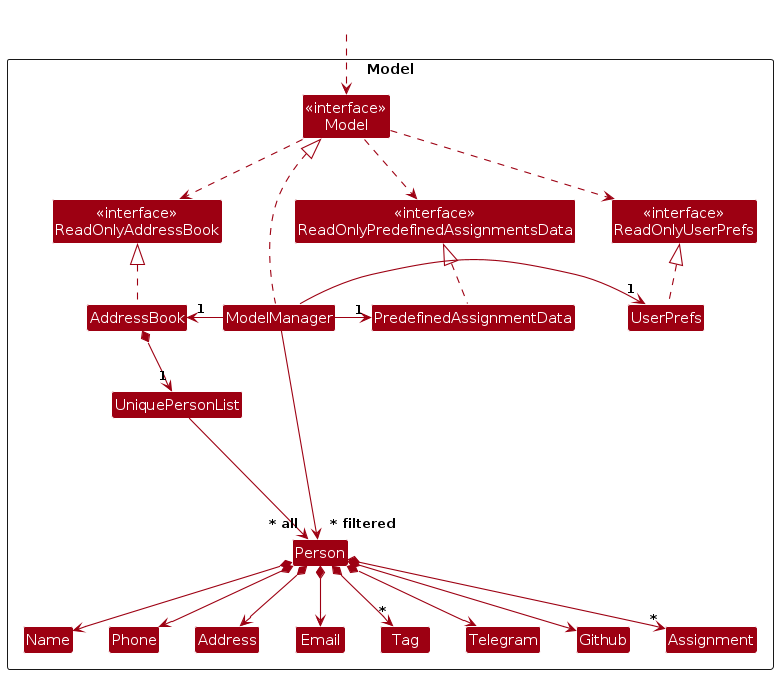 Model
«interface»
Model
«interface»
ReadOnlyAddressBook
«interface»
ReadOnlyPredefinedAssignmentsData
«interface»
ReadOnlyUserPrefs
1
AddressBook
1
ModelManager
1
PredefinedAssignmentData
UserPrefs
1
UniquePersonList
* all
* filtered
Person
*
*
Name
Phone
Address
Email
Tag
Telegram
Github
Assignment